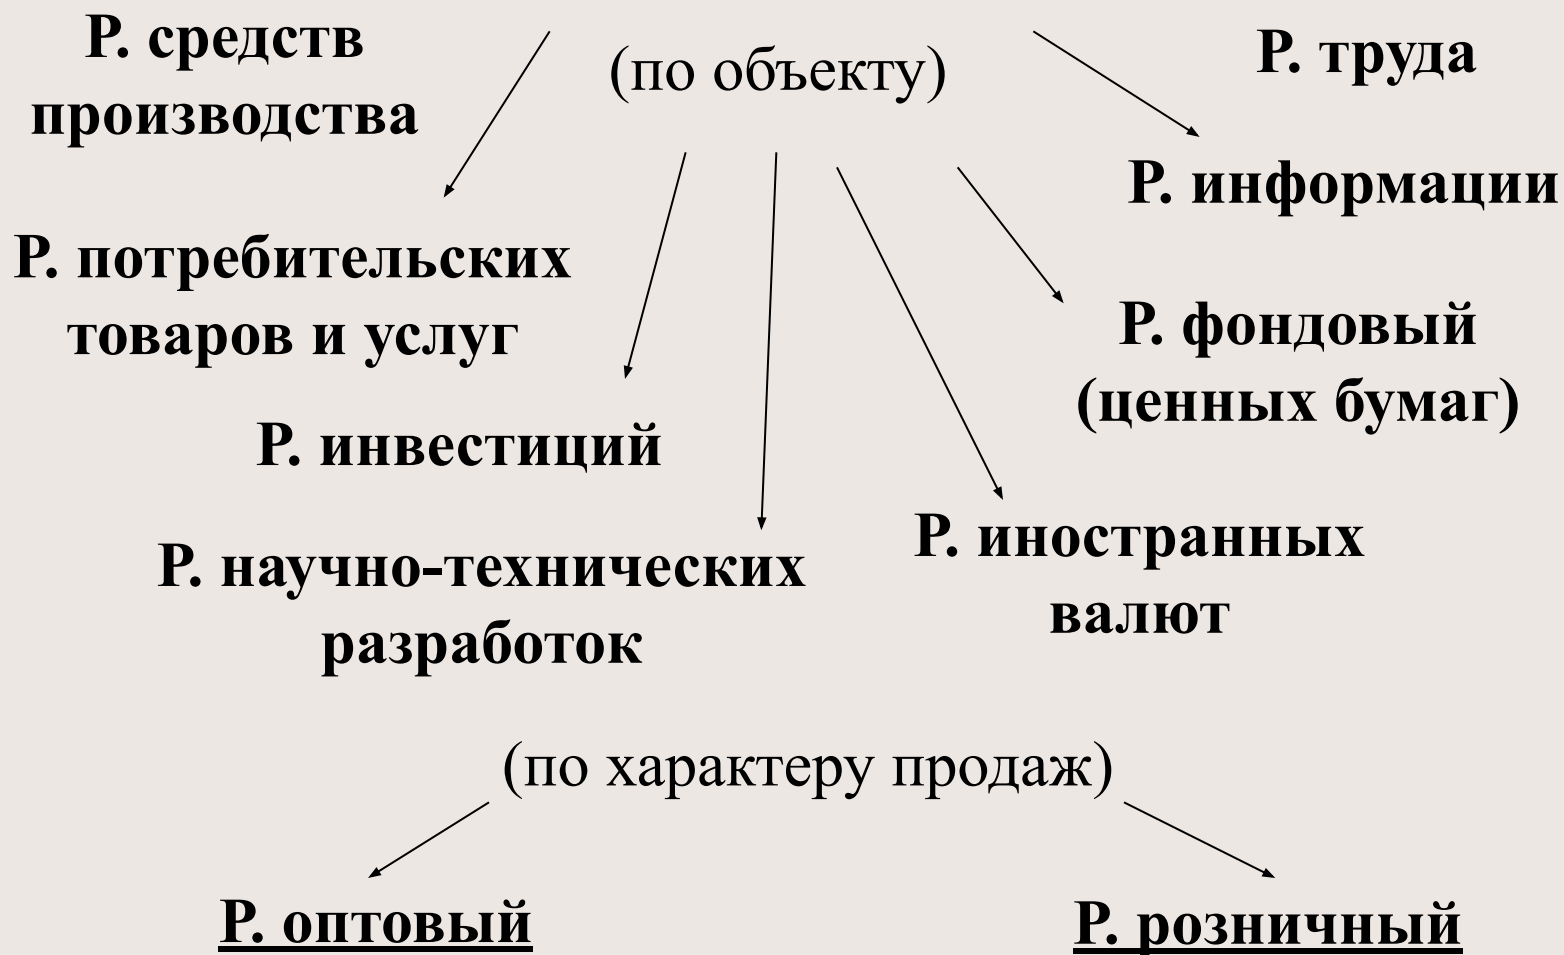 Р. средств
производства
(по объекту)
Р. труда
Р. информации
Р. потребительских
товаров и услуг
Р. фондовый
(ценных бумаг)
Р. инвестиций
Р. иностранных
валют
Р. научно-технических
разработок
(по характеру продаж)
Р. оптовый
Р. розничный